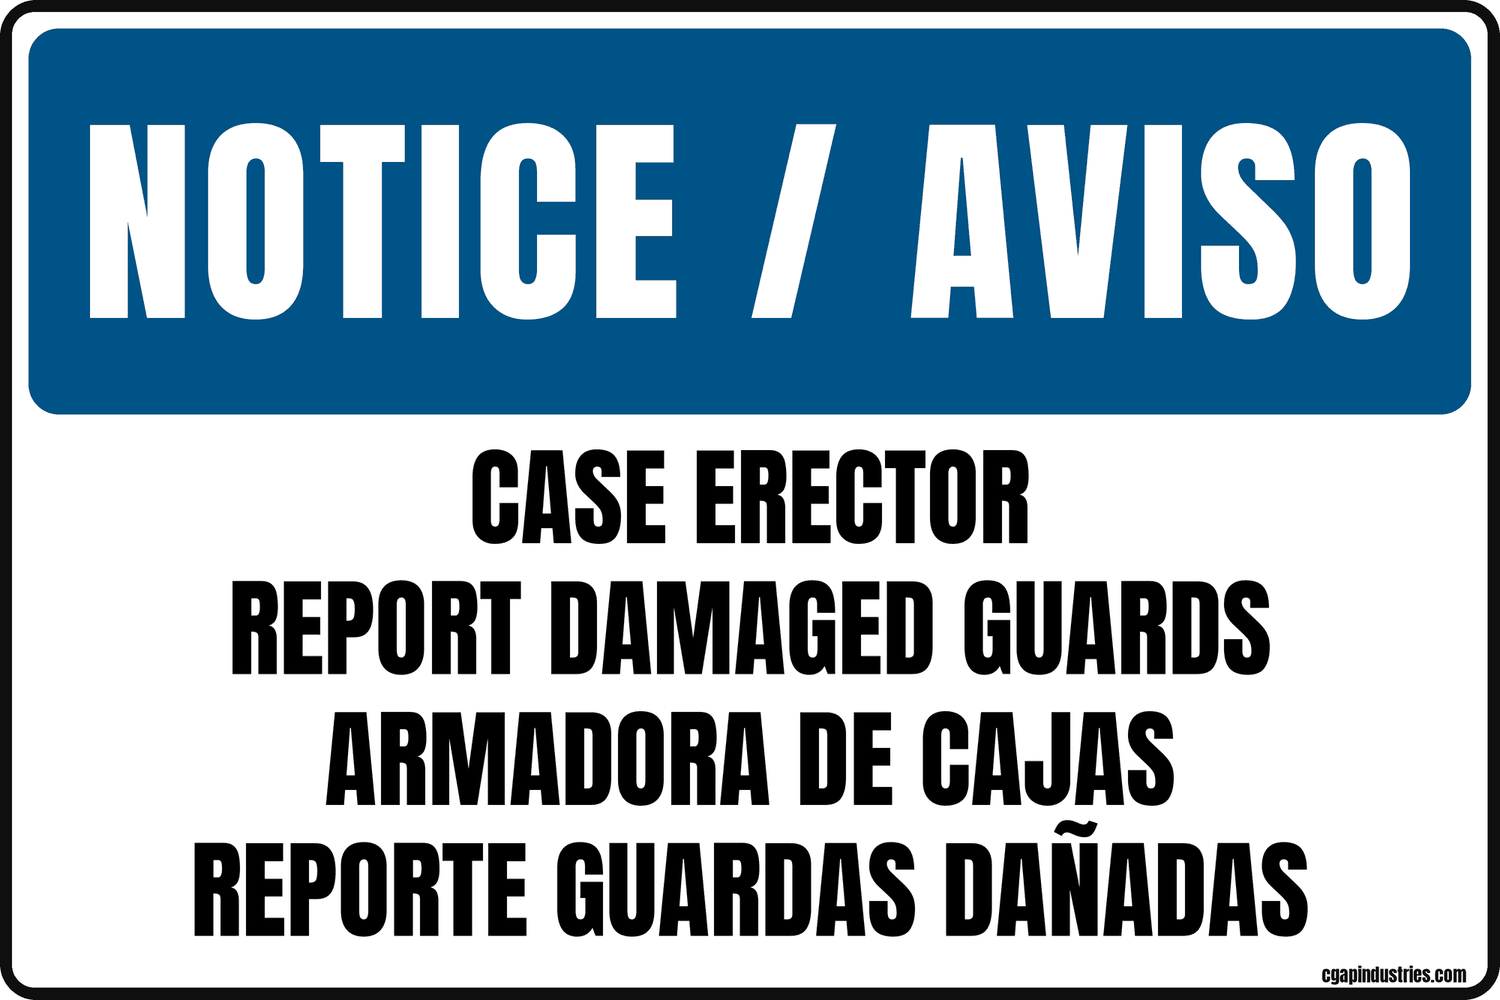 NOTICE / AVISO
CASE ERECTOR
REPORT DAMAGED GUARDS
ARMADORA DE CAJAS
REPORTE GUARDAS DAÑADAS
cgapindustries.com